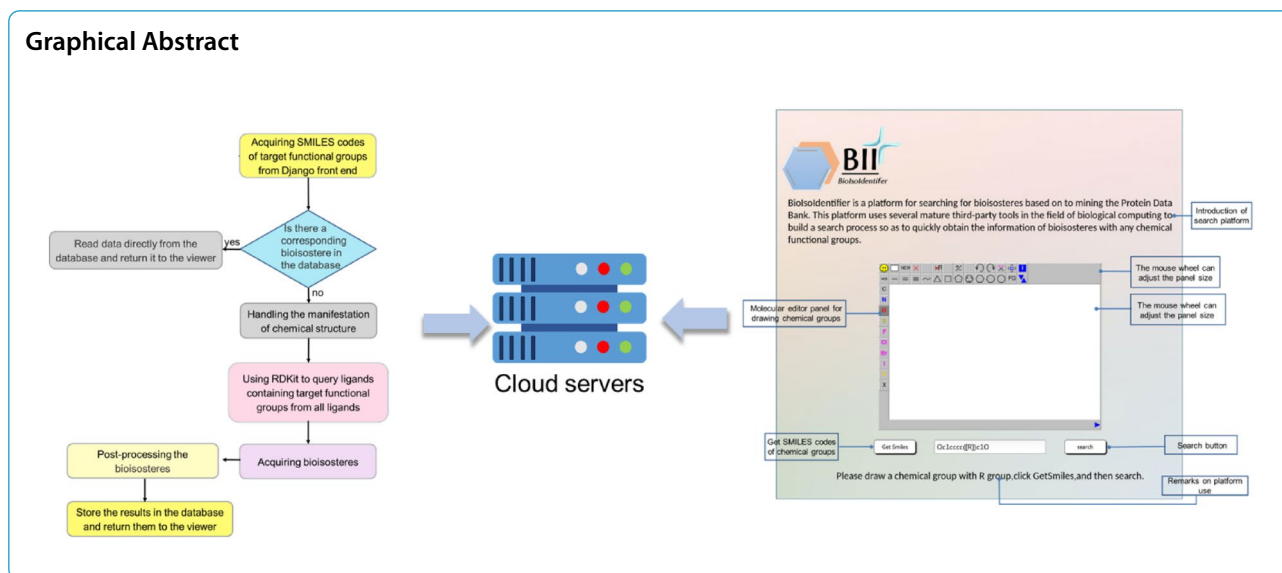 Graphical Abstract
Acquiring SMILES codes
of target functional groups
from Django front end
Is there a
corresponding
bioisostere in
the database
yes
Read data directly from the
database and return it to the viewer
no
Handling the manifestation
of chemical structure
Using RDKit to query ligands
containing target functional
groups from all ligands
Acquiring bioisosteres
Post-processing the
bioisosteres
Store the results in the database
and return them to the viewer
Cloud servers
BII
BioIsoIdentifer
BioIsoIdentifier is a platform for searching for bioisosteres based on to mining the Protein Data
Bank. This platform uses several mature third-party tools in the field of biological computing to
build a search process so as to quickly obtain the information of bioisosteres with any chemical
functional groups.
Introduction of
search platform
The mouse wheel can
adjust the panel size
The mouse wheel can
adjust the panel size
Molecular editor panel for
drawing chemical groups
NEW
C
N
F
Cl
Br
I
X
Get SMILES codes
of chemical groups
Get Smiles
Oc1cccc([R])c1O
search
Search button
Please draw a chemical group with R group,click GetSmiles,and then search.
Remarks on platform
use